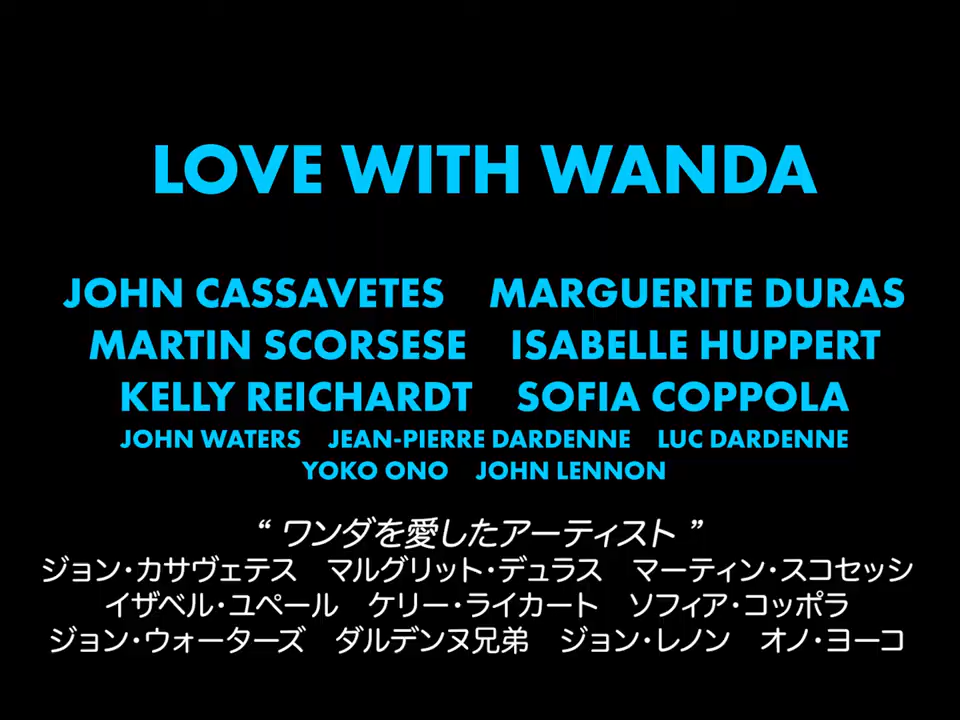 LOVE WITH WANDA
JOHN CASSAVETES MARGUERITE DURAS
MARTIN SCORSESE ISABELLE HUPPERT
KELLY REICHARDT SOFIA COPPOLA
JOHN WATERS JEAN-PIERRE DARDENNE LUC DARDENNE
YOKO ONO JOHN LENNON
“ ワンダを愛したアーティスト ”
ジョン・カサヴェテス マルグリット・デュラス マーティン・スコセッシ
イザベル・ユペール ケリー・ライカート ソフィア・コッポラ
ジョン・ウォーターズ ダルデンヌ兄弟 ジョン・レノン オノ・ヨーコ